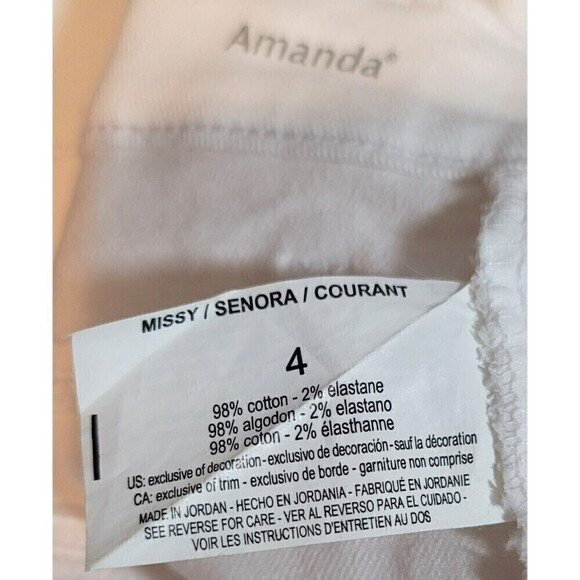 Amanda®
MISSY / SENORA / COURANT
4
98% cotton - 2% elastane
98% algodon - 2% elastano
98% coton - 2% élasthanne
US: exclusive of decoration-exclusivo de decoración-sauf la décoration
CA: exclusive of trim - exclusivo de borde - garniture non comprise
MADE IN JORDAN - HECHO EN JORDANIA - FABRIQUÉ EN JORDANIE
SEE REVERSE FOR CARE - VER AL REVERSO PARA EL CUIDADO -
VOIR LES INSTRUCTIONS D'ENTRETIEN AU DOS